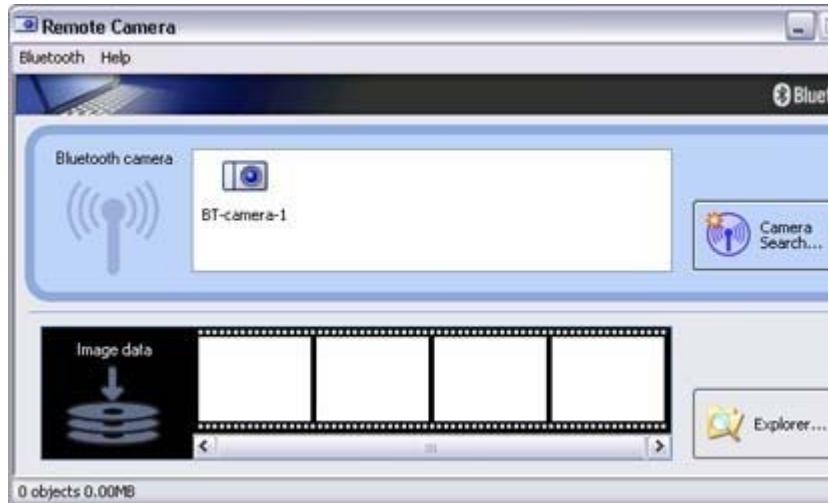 Remote Camera
Bluetooth Help
Bluetooth camera
BT-camera-1
Camera
Search...
Image data
Explorer...
0 objects 0.00MB